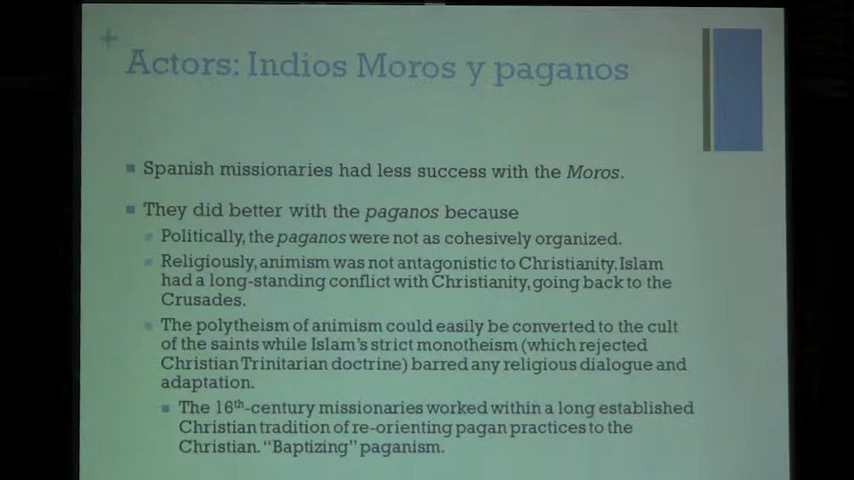 +
Actors: Indios Moros y paganos
Spanish missionaries had less success with the Moros.
They did better with the paganos because
Politically, the paganos were not as cohesively organized.
Religiously, animism was not antagonistic to Christianity. Islam
had a long-standing conflict with Christianity, going back to the
Crusades.
The polytheism of animism could easily be converted to the cult
of the saints while Islam's strict monotheism (which rejected
Christian Trinitarian doctrine) barred any religious dialogue and
adaptation.
The 16th-century missionaries worked within a long established
Christian tradition of re-orienting pagan practices to the
Christian. "Baptizing" paganism.